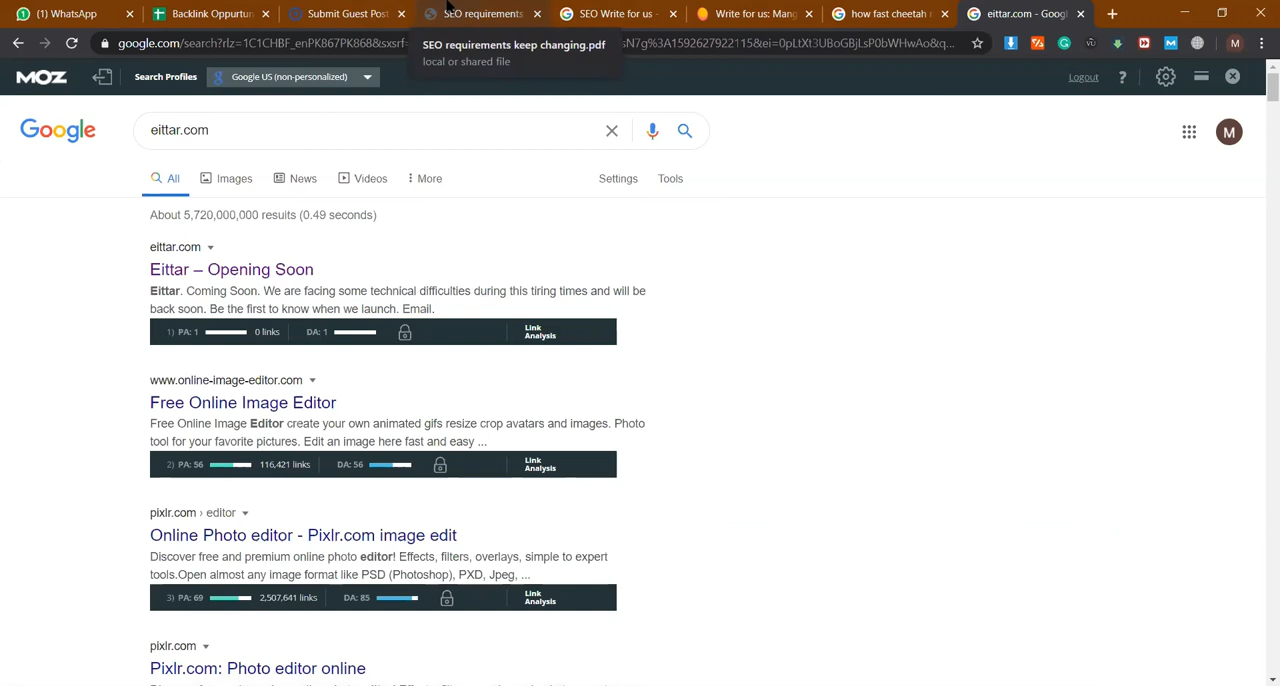 (1) WhatsApp
Backlink Oppurtun
Submit Guest Post
SEO requirements
SEO Write for us -
Write for us: Mang
how fast cheetah r
eittar.com - Googl
google.com/search?rlz=1C1CHBF_enPK867PK868&sxsrf=
sN7g%3A1592627922115&ei=0pLtXt3UBoGBjLsP0bWHwAo&q...
SEO requirements keep changing.pdf
local or shared file
MOZ
Search Profiles
Google US (non-personalized)
Logout
?
Google
eittar.com
M
All
Images
News
Videos
More
Settings
Tools
About 5,720,000,000 results (0.49 seconds)
eittar.com
Eittar – Opening Soon
Eittar. Coming Soon. We are facing some technical difficulties during this tiring times and will be
back soon. Be the first to know when we launch. Email.
1) PA: 1 0 links DA: 1 Link
Analysis
www.online-image-editor.com
Free Online Image Editor
Free Online Image Editor create your own animated gifs resize crop avatars and images. Photo
tool for your favorite pictures. Edit an image here fast and easy ...
2) PA: 56 116,421 links DA: 56 Link
Analysis
pixlr.com › editor
Online Photo editor - Pixlr.com image edit
Discover free and premium online photo editor! Effects, filters, overlays, simple to expert
tools.Open almost any image format like PSD (Photoshop), PXD, Jpeg, ...
3) PA: 69 2,507,641 links DA: 85 Link
Analysis
pixlr.com
Pixlr.com: Photo editor online